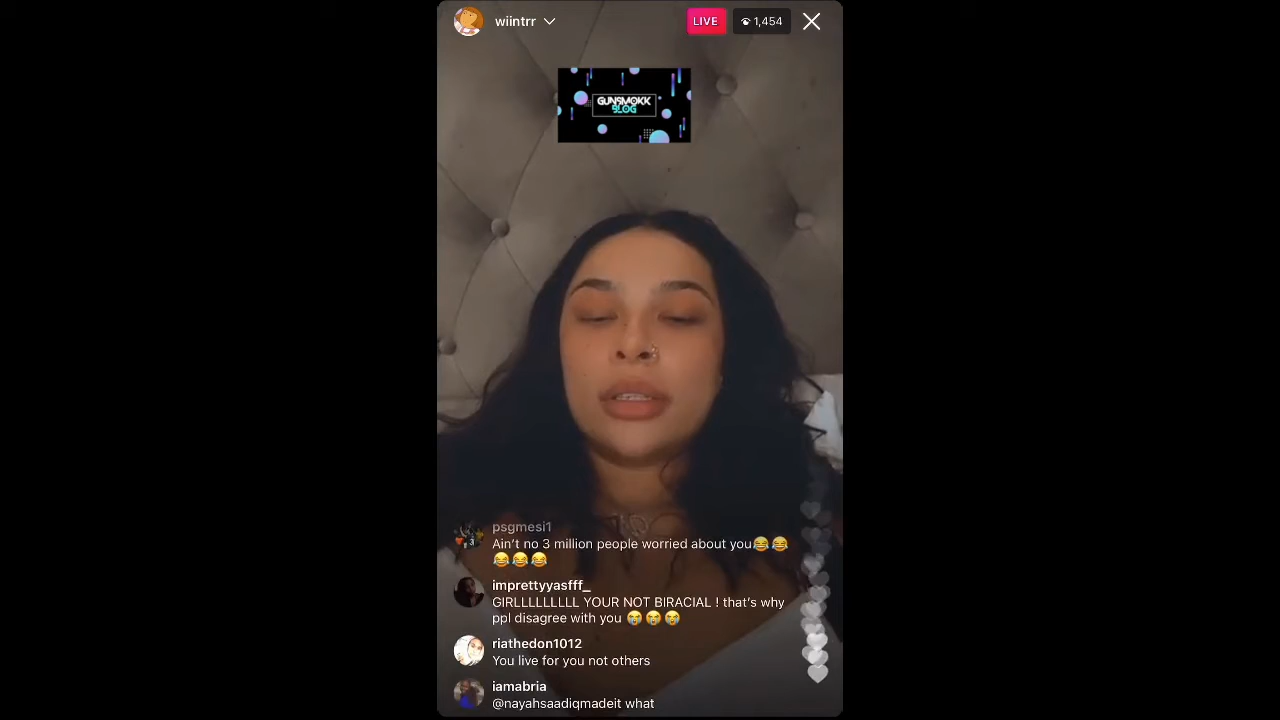 wiintrr
LIVE
1,454
GUNSMOKK
BLOG
psgmesi1
Ain't no 3 million people worried about you😂😂
😂😂😂
imprettyyasfff_
GIRLLLLLLLLL YOUR NOT BIRACIAL ! that's why
ppl disagree with you 😭😭😭
riathedon1012
You live for you not others
iamabria
@nayahsaadiqmadeit what